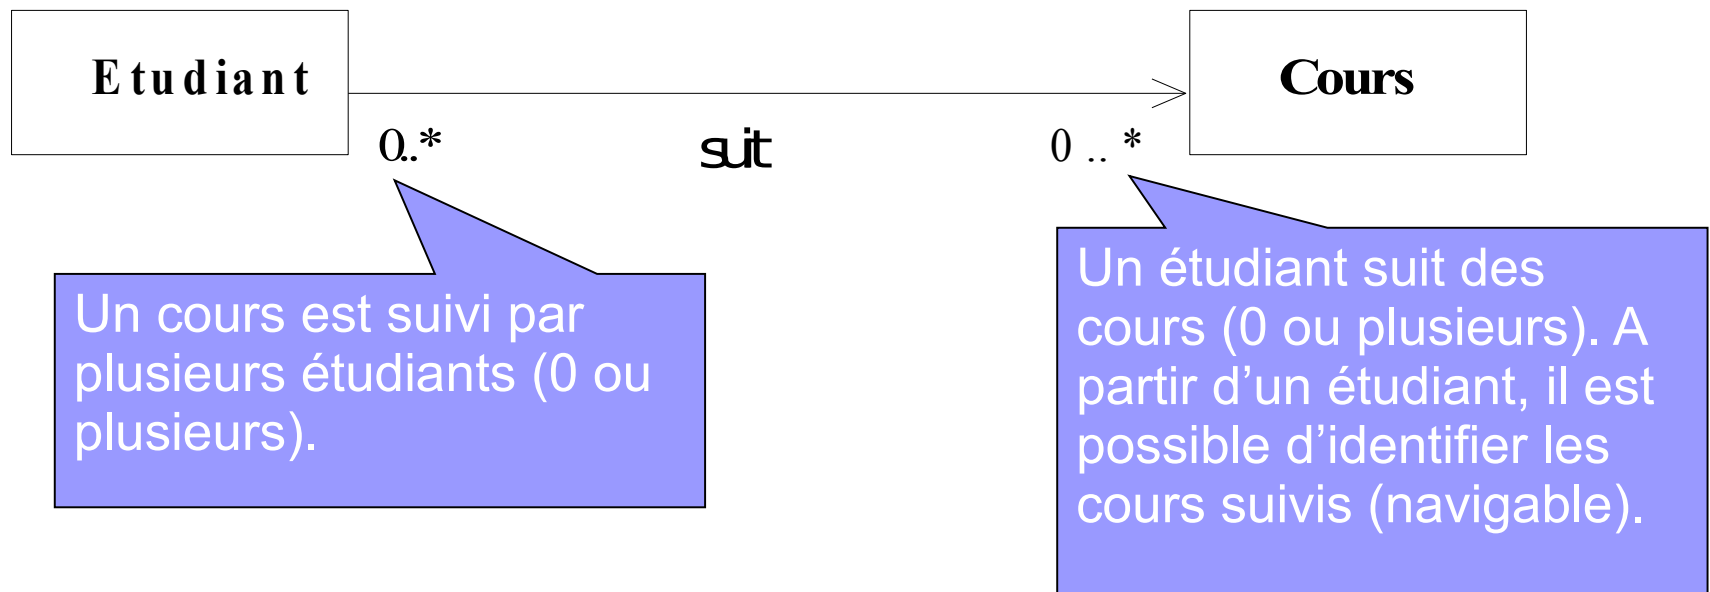 Etudiant
Cours
0..*
suit
0 .. *
Un cours est suivi par
plusieurs étudiants (0 ou
plusieurs).
Un étudiant suit des
cours (0 ou plusieurs). A
partir d’un étudiant, il est
possible d’identifier les
cours suivis (navigable).